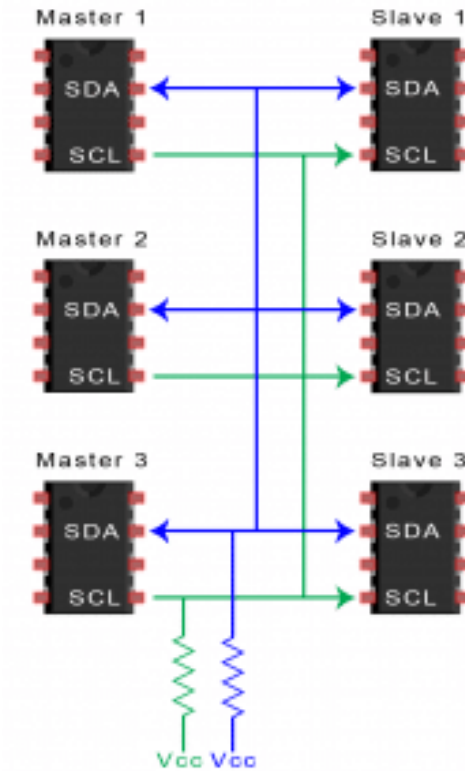 Master 1 Slave 1
SDA SDA
SCL SCL
Master 2 Slave 2
SDA SDA
SCL SCL
Master 3 Slave 3
SDA SDA
SCL SCL
Vcc Vcc